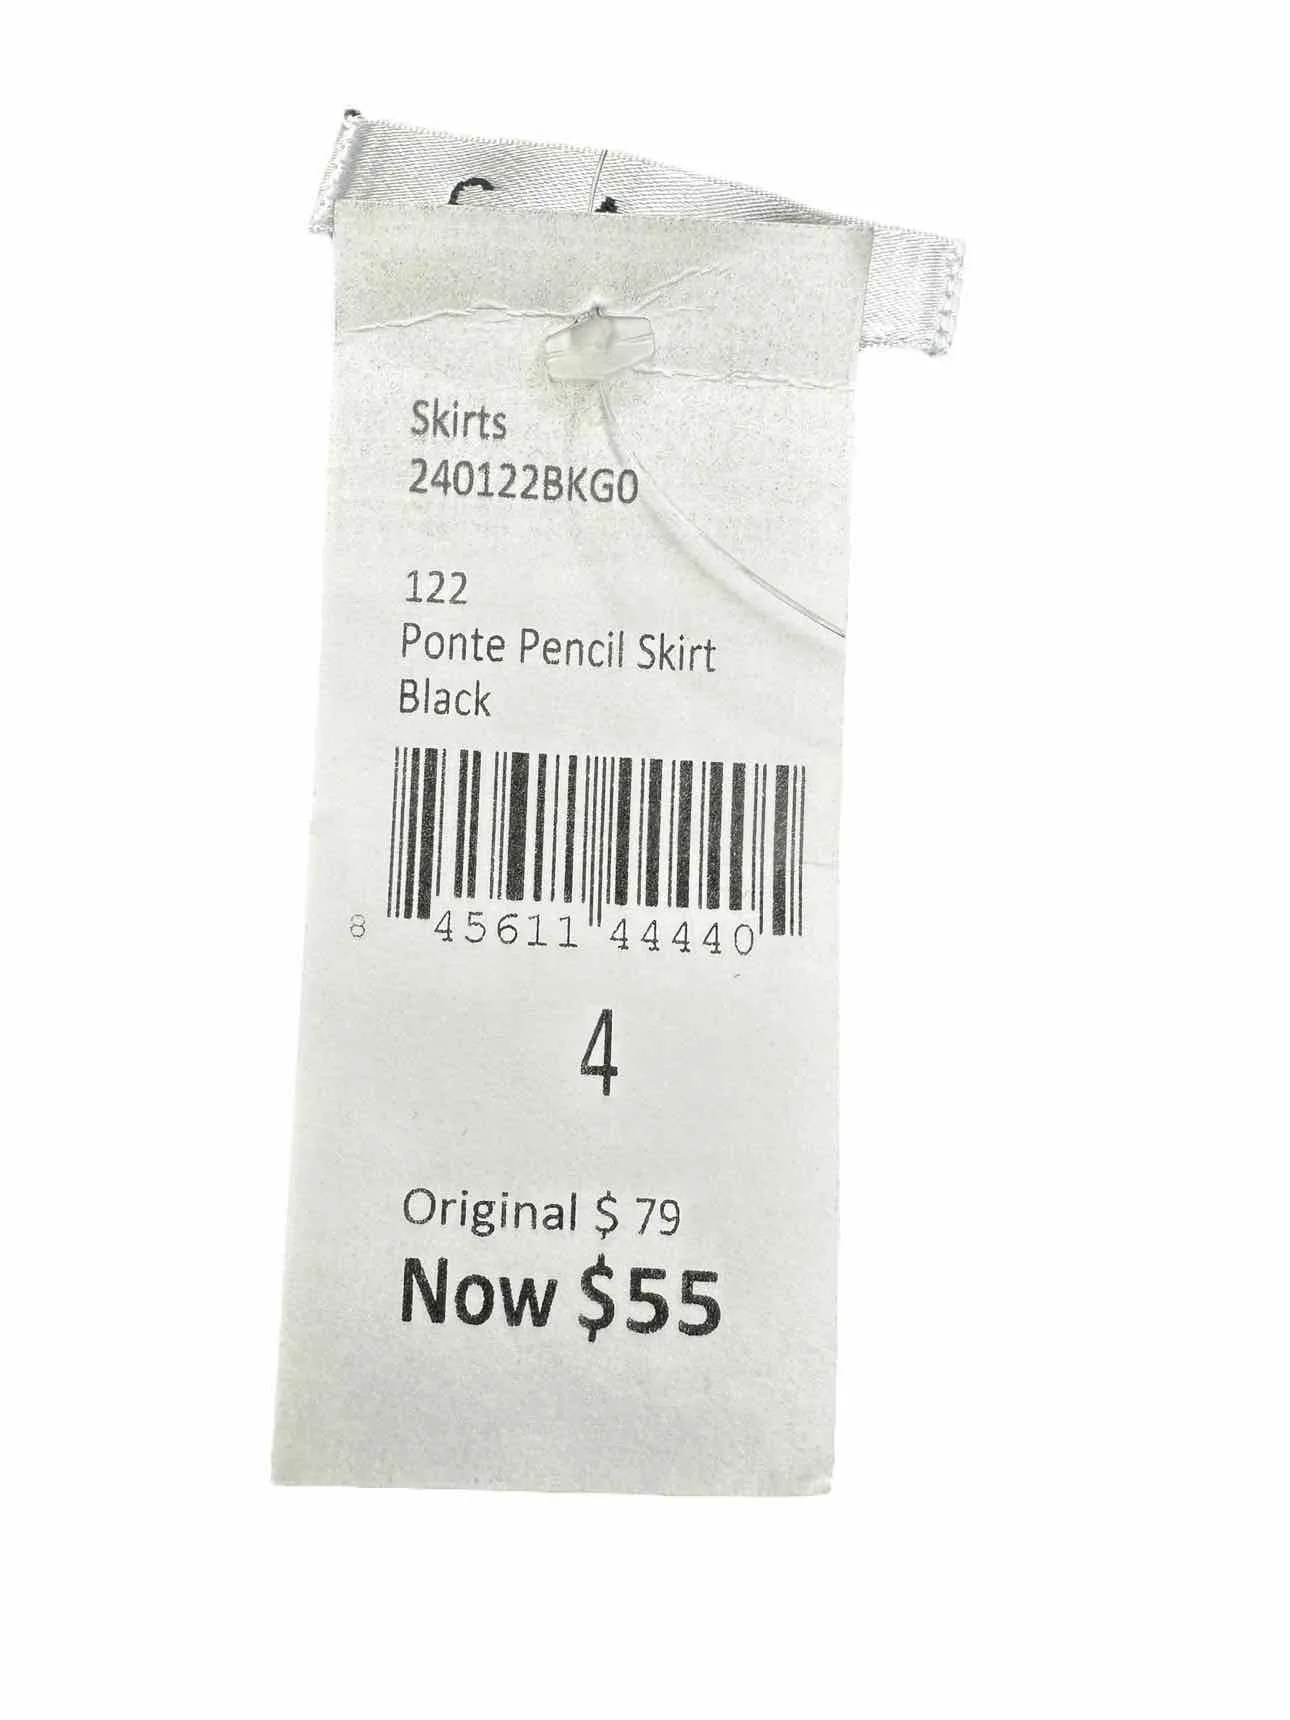 Skirts
240122BKG0
122
Ponte Pencil Skirt
Black
8 45611 44440
4
Original $ 79
Now $55